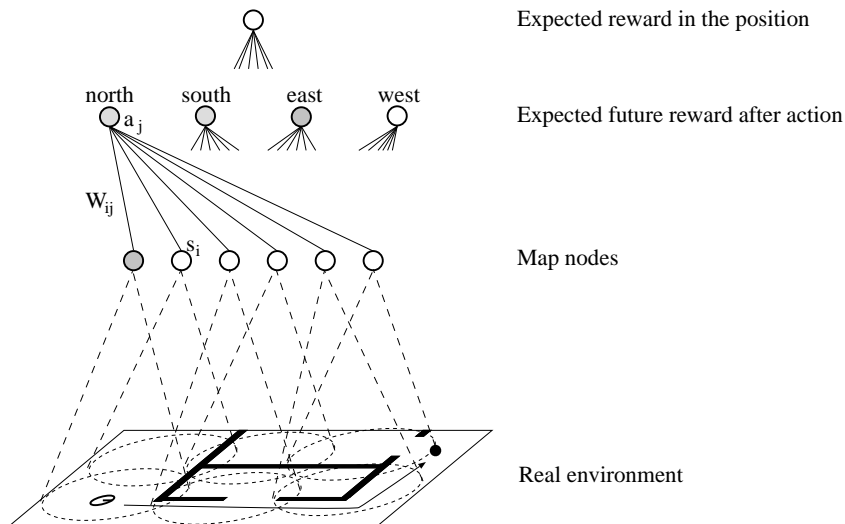 Expected reward in the position
north south east west
a j
Expected future reward after action
W ij
s i
Map nodes
Real environment